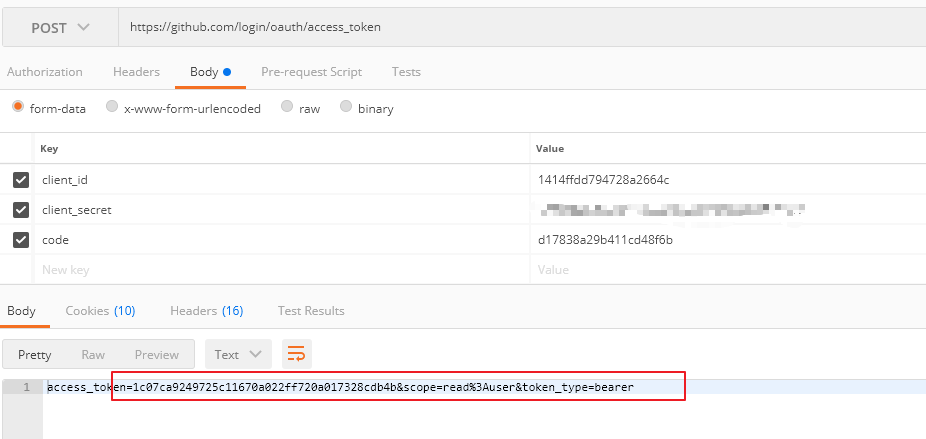 POST https://github.com/login/oauth/access_token
Authorization Headers Body Pre-request Script Tests
form-data x-www-form-urlencoded raw binary
Key Value
client_id 1414ffdd794728a2664c
client_secret
code d17838a29b411cd48f6b
New key Value
Body Cookies (10) Headers (16) Test Results
Pretty Raw Preview Text
1 access_token=1c07ca9249725c11670a022ff720a017328cdb4b&scope=read%3Auser&token_type=bearer